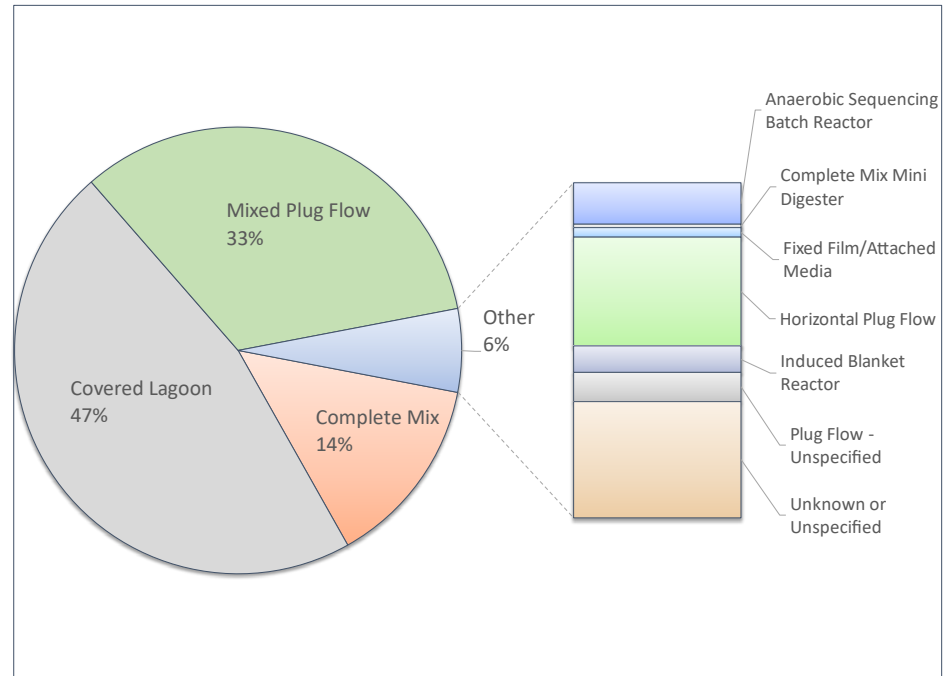 Mixed Plug Flow
33%
Other
6%
Covered Lagoon
47%
Complete Mix
14%
Anaerobic Sequencing
Batch Reactor
Complete Mix Mini
Digester
Fixed Film/Attached
Media
Horizontal Plug Flow
Induced Blanket
Reactor
Plug Flow -
Unspecified
Unknown or
Unspecified